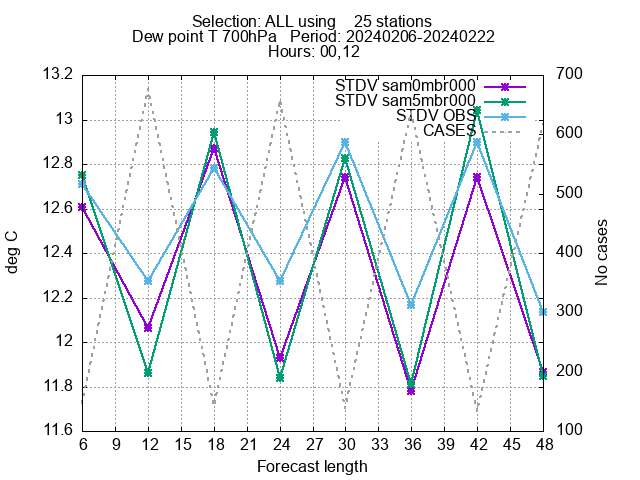 Selection: ALL using    25 stations
Dew point T 700hPa   Period: 20240206-20240222
Hours: 00,12
STDV sam0mbr000
STDV sam5mbr000
STDV OBS
CASES
13.2
13
12.8
12.6
12.4
12.2
12
11.8
11.6
deg C
700
600
500
400
300
200
100
No cases
6 9 12 15 18 21 24 27 30 33 36 39 42 45 48
Forecast length